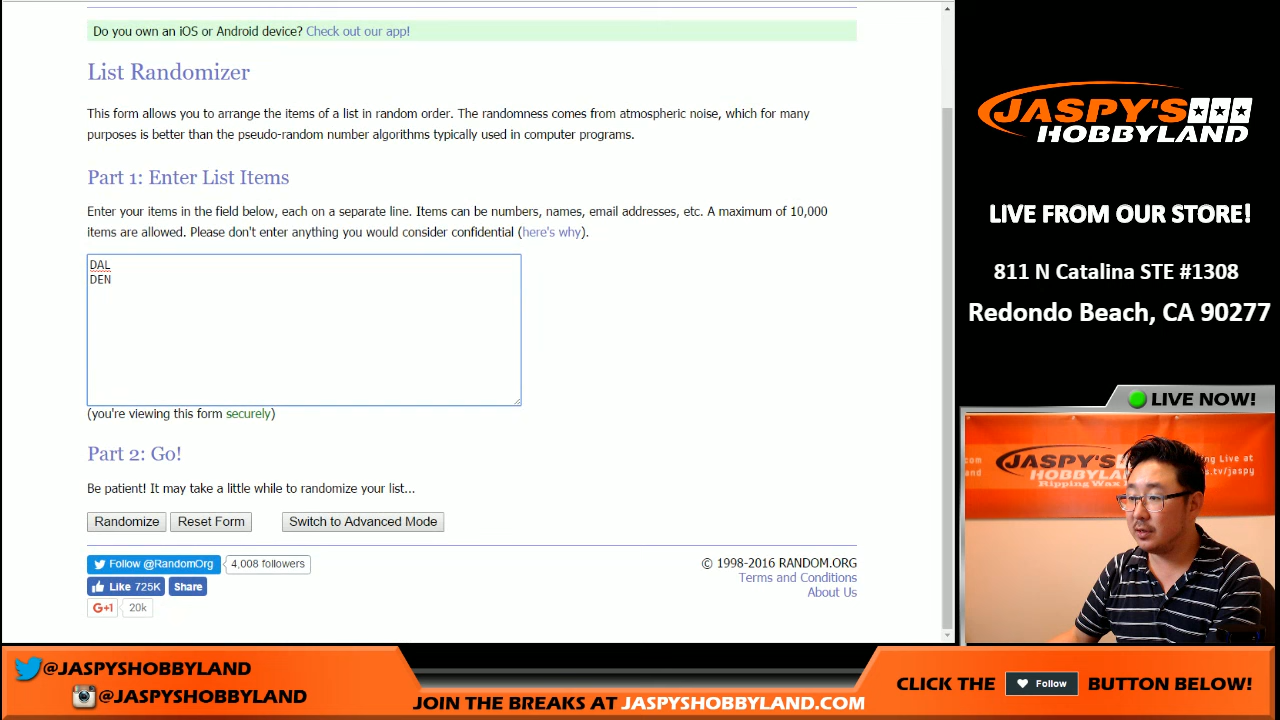 Do you own an iOS or Android device? Check out our app!
List Randomizer
This form allows you to arrange the items of a list in random order. The randomness comes from atmospheric noise, which for many
purposes is better than the pseudo-random number algorithms typically used in computer programs.
Part 1: Enter List Items
Enter your items in the field below, each on a separate line. Items can be numbers, names, email addresses, etc. A maximum of 10,000
items are allowed. Please don't enter anything you would consider confidential (here's why).
DAL
DEN
(you're viewing this form securely)
Part 2: Go!
Be patient! It may take a little while to randomize your list...
Randomize Reset Form Switch to Advanced Mode
Follow @RandomOrg 4,008 followers
Like 725K Share
G+1 20k
© 1998-2016 RANDOM.ORG
Terms and Conditions
About Us
JASPY'S
HOBBYLAND
LIVE FROM OUR STORE!
811 N Catalina STE #1308
Redondo Beach, CA 90277
LIVE NOW!
JASPY'S
HOBBYLAND
Ripping Wax
ng Live at
s.tv/jaspy
@JASPYSHOBBYLAND
@JASPYSHOBBYLAND
JOIN THE BREAKS AT JASPYSHOBBYLAND.COM
CLICK THE Follow BUTTON BELOW!